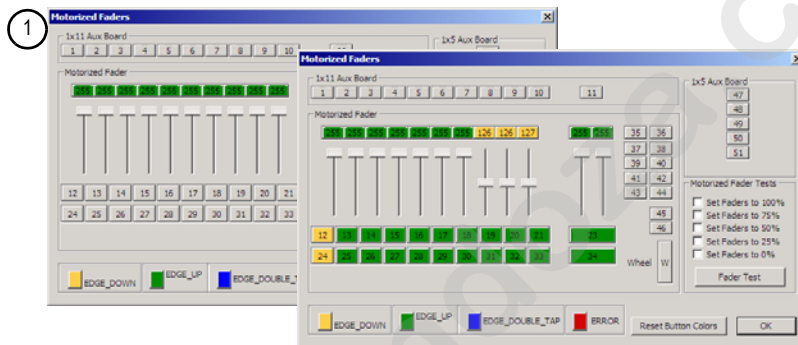 1
Motorized Faders
1x11 Aux Board
1 2 3 4 5 6 7 8 9 10
1x5 Aux Board
Motorized Fader
255 255 255 255 255 255 255 255 255 255
12 13 14 15 16 17 18 19 20 21
24 25 26 27 28 29 30 31 32 33
EDGE_DOWN EDGE_UP
Motorized Faders
1x11 Aux Board
1 2 3 4 5 6 7 8 9 10 11
Motorized Fader
255 255 255 255 255 255 255 126 126 127 255 255
12 13 14 15 16 17 18 19 20 21 23
24 25 26 27 28 29 30 31 32 33 34
35 36
37 38
39 40
41 42
43 44
45
46
Wheel W
1x5 Aux Board
47
48
49
50
51
Motorized Fader Tests
Set Faders to 100%
Set Faders to 75%
Set Faders to 50%
Set Faders to 25%
Set Faders to 0%
Fader Test
EDGE_DOWN EDGE_UP EDGE_DOUBLE_TAP ERROR
Reset Button Colors OK